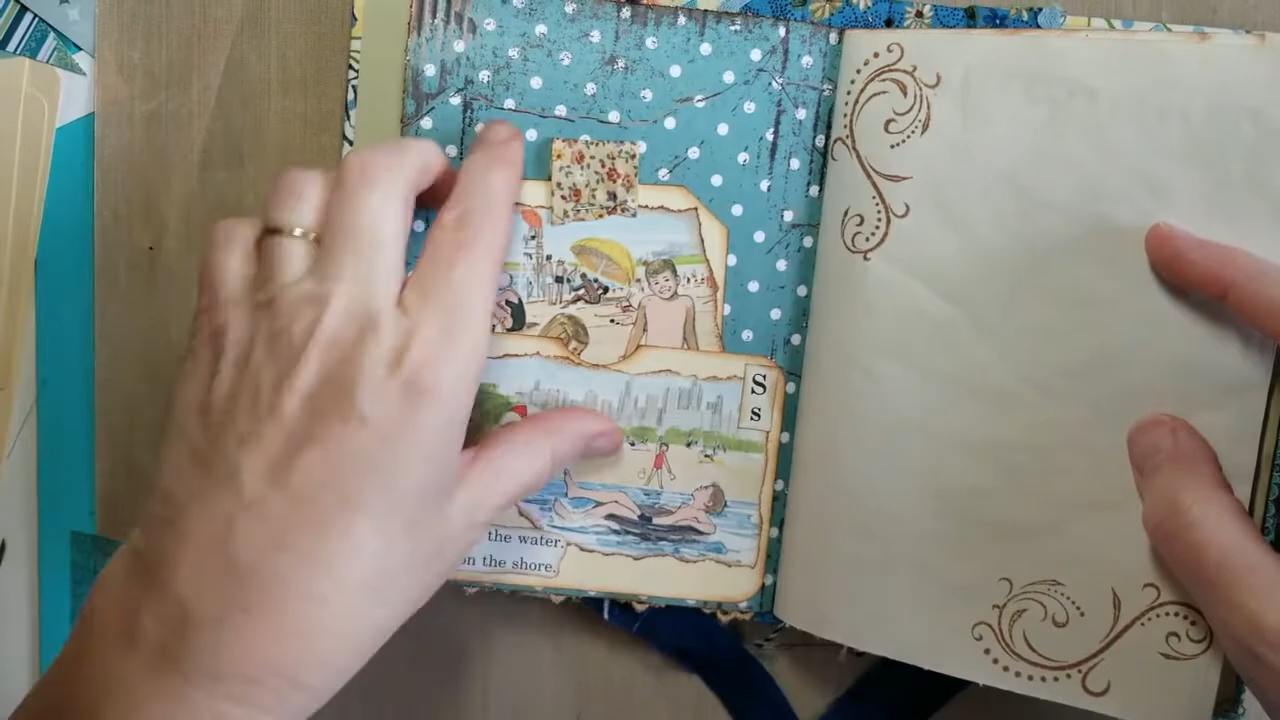 S
s
the water.
on the shore.